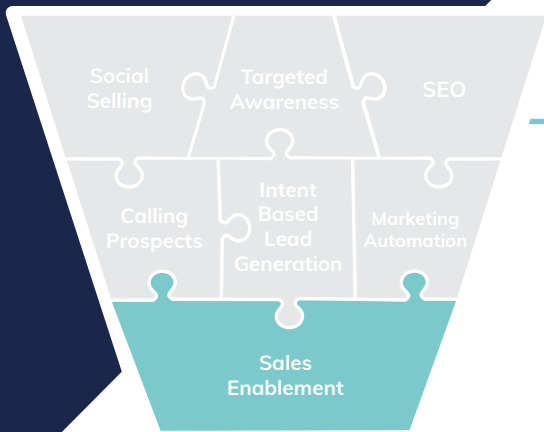 Social
Selling
Targeted
Awareness
SEO
Calling
Prospects
Intent
Based
Lead
Generation
Marketing
Automation
Sales
Enablement